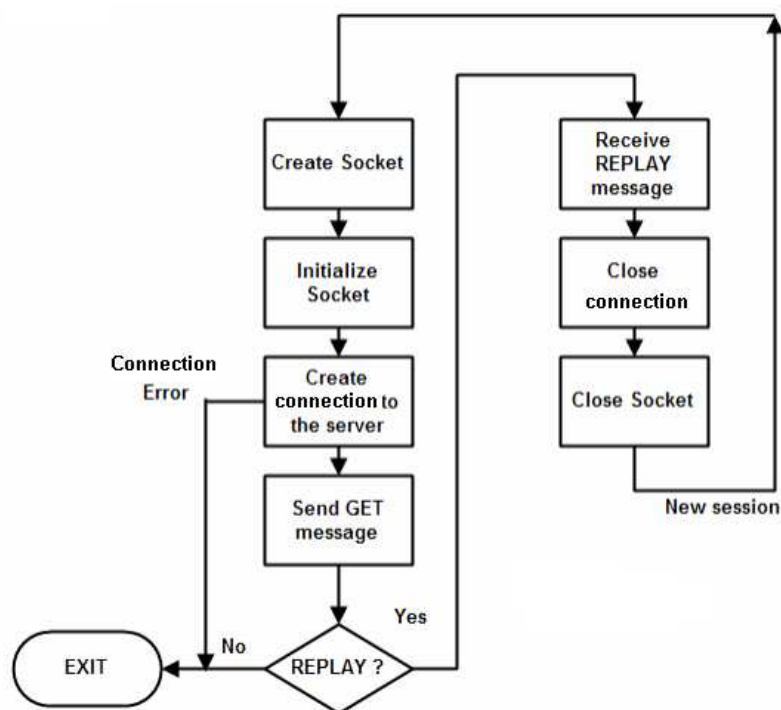 Create Socket
Initialize
Socket
Connection
Error
Create
connection to
the server
Send GET
message
Yes
No
REPLAY ?
EXIT
Receive
REPLAY
message
Close
connection
Close Socket
New session